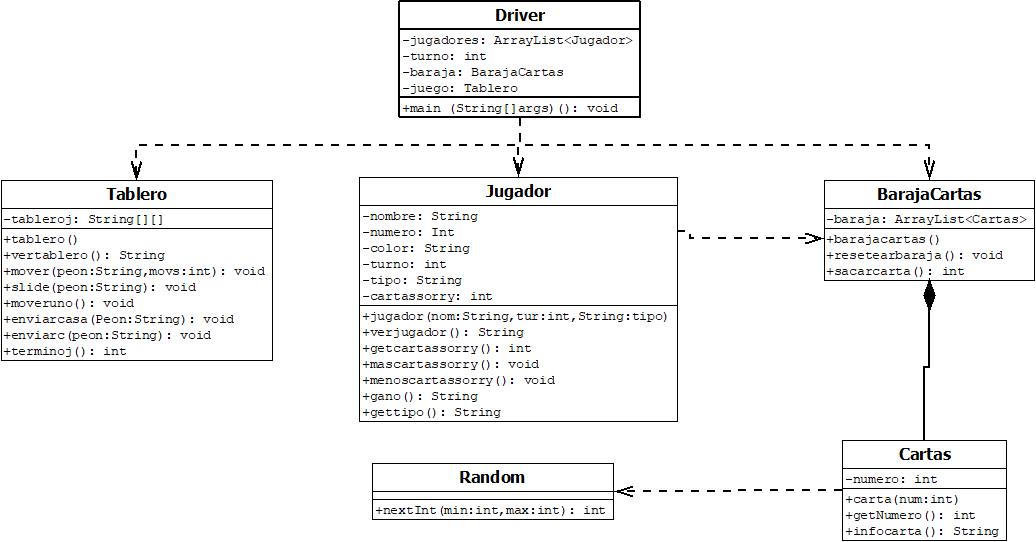 Driver
-jugadores: ArrayList<Jugador>
-turno: int
-baraja: BarajaCartas
-juego: Tablero
+main (String[]args)(): void
Tablero
-tableroj: String[][]
+tablero()
+vertablero(): String
+mover(peon:String,movs:int): void
+slide(peon:String): void
+moveruno(): void
+enviarcasa(Peon:String): void
+enviarc(peon:String): void
+terminoj(): int
Jugador
-nombre: String
-numero: Int
-color: String
-turno: int
-tipo: String
-cartassorry: int
+jugador(nom:String,tur:int,String:tipo)
+verjugador(): String
+getcartassorry(): int
+mascartassorry(): void
+menoscartassorry(): void
+gano(): String
+gettipo(): String
BarajaCartas
-baraja: ArrayList<Cartas>
+barajacartas()
+resetearbaraja(): void
+sacarcarta(): int
Random
+nextInt(min:int,max:int): int
Cartas
-numero: int
+carta(num:int)
+getNumero(): int
+infocarta(): String